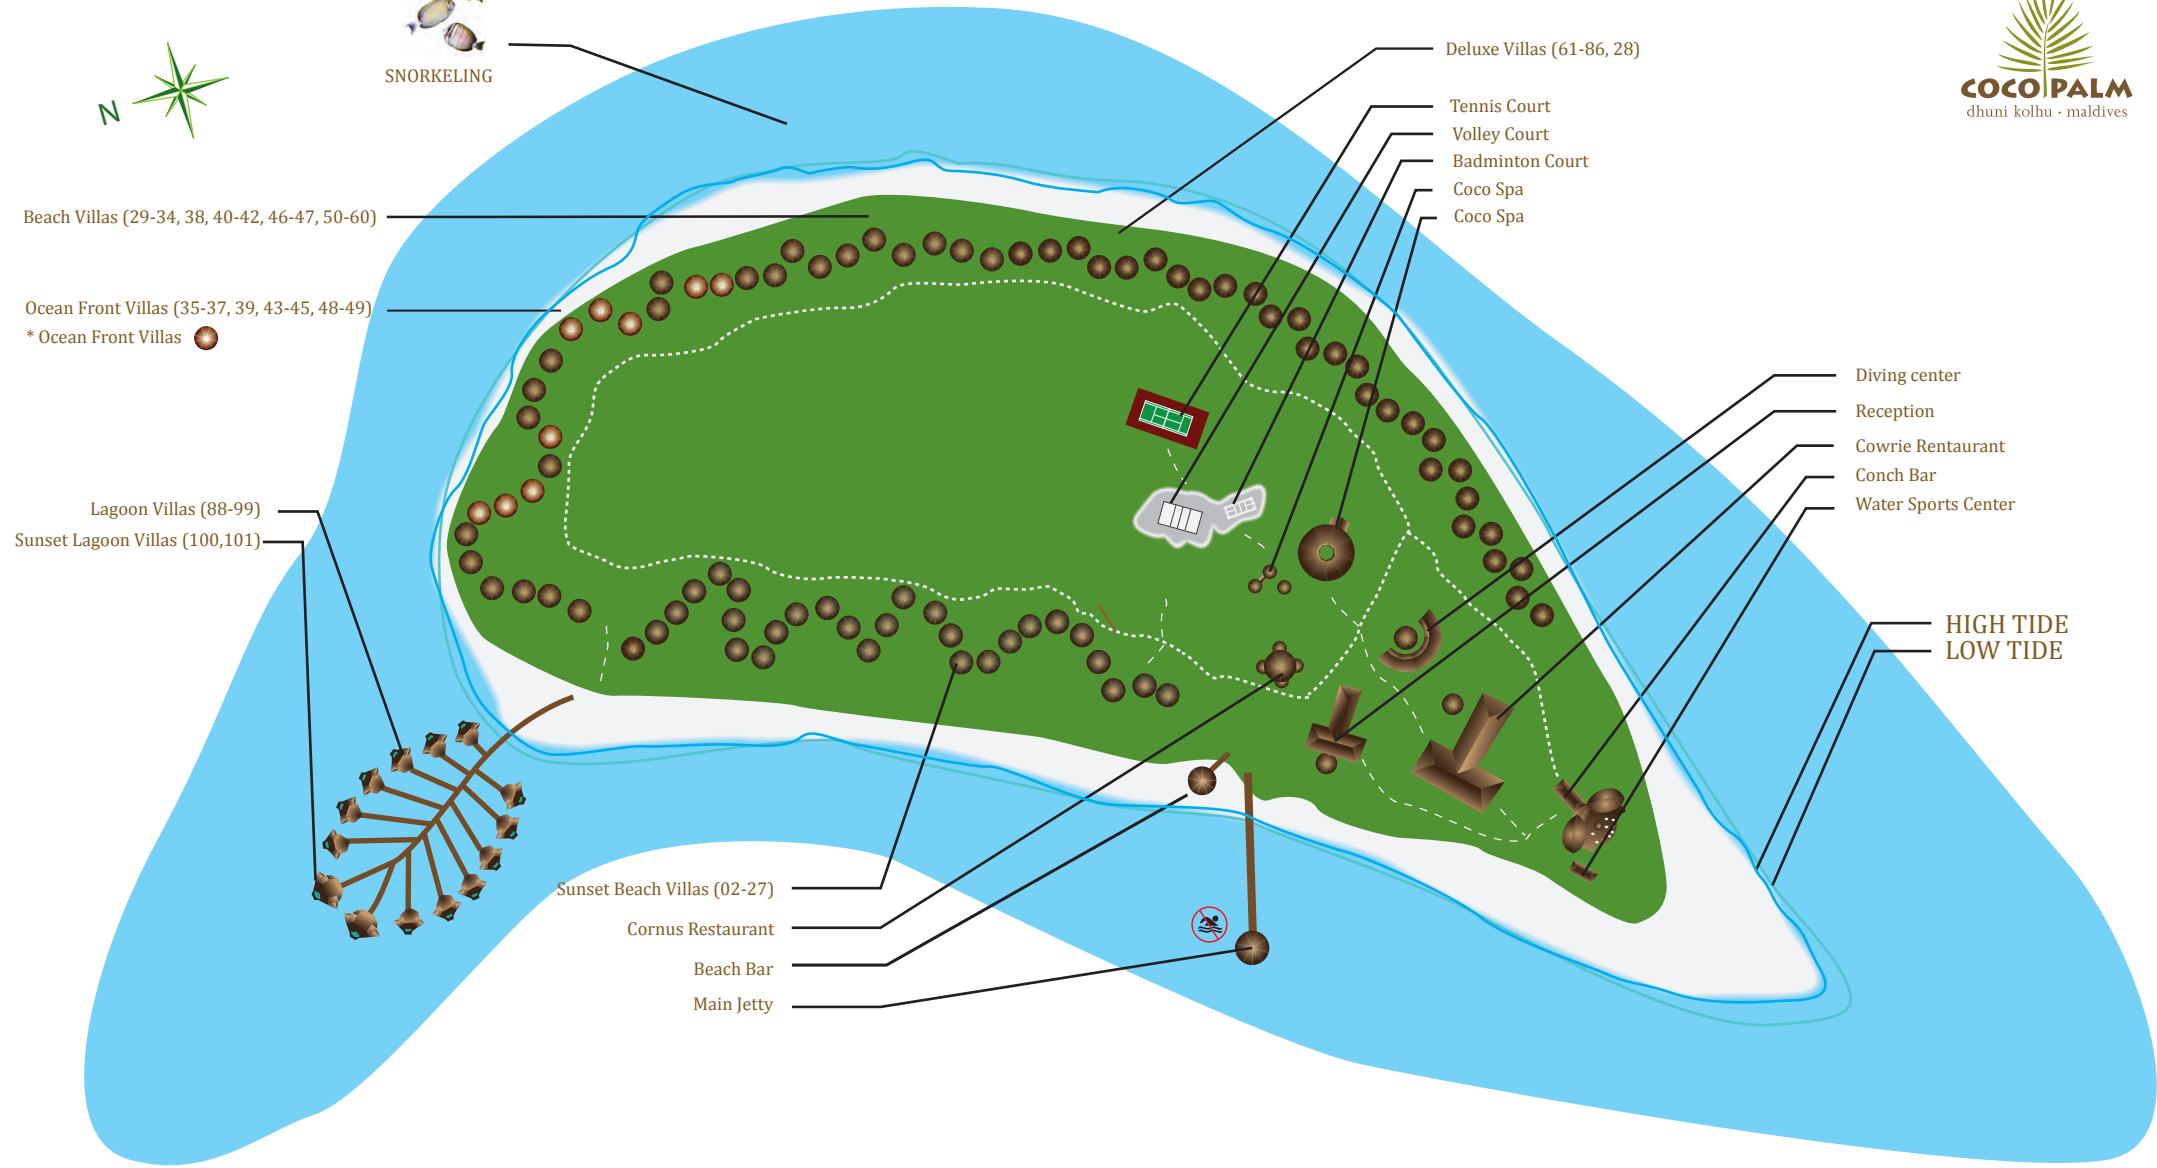 SNORKELING
N
COCO PALM
dhuni kolhu · maldives
Deluxe Villas (61-86, 28)
Tennis Court
Volley Court
Badminton Court
Coco Spa
Coco Spa
Beach Villas (29-34, 38, 40-42, 46-47, 50-60)
Ocean Front Villas (35-37, 39, 43-45, 48-49)
* Ocean Front Villas
Diving center
Reception
Cowrie Rentaurant
Conch Bar
Water Sports Center
Lagoon Villas (88-99)
Sunset Lagoon Villas (100,101)
HIGH TIDE
LOW TIDE
Sunset Beach Villas (02-27)
Cornus Restaurant
Beach Bar
Main Jetty